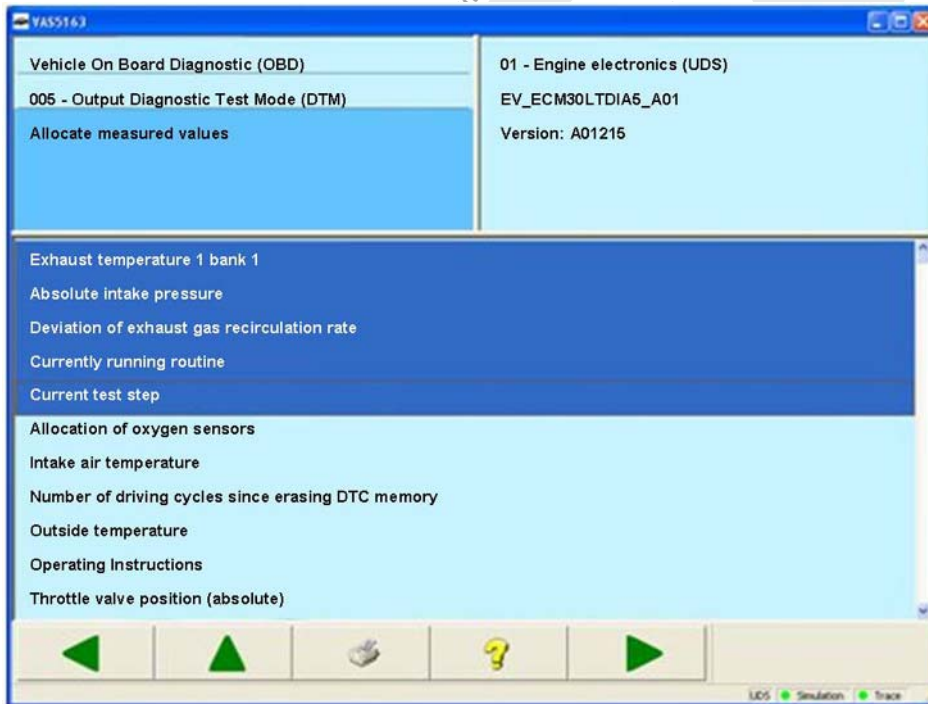 VAS5163
Vehicle On Board Diagnostic (OBD)
005 - Output Diagnostic Test Mode (DTM)
Allocate measured values
01 - Engine electronics (UDS)
EV_ECM30LTDIA5_A01
Version: A01215
Exhaust temperature 1 bank 1
Absolute intake pressure
Deviation of exhaust gas recirculation rate
Currently running routine
Current test step
Allocation of oxygen sensors
Intake air temperature
Number of driving cycles since erasing DTC memory
Outside temperature
Operating Instructions
Throttle valve position (absolute)
UDS Simulation Trace